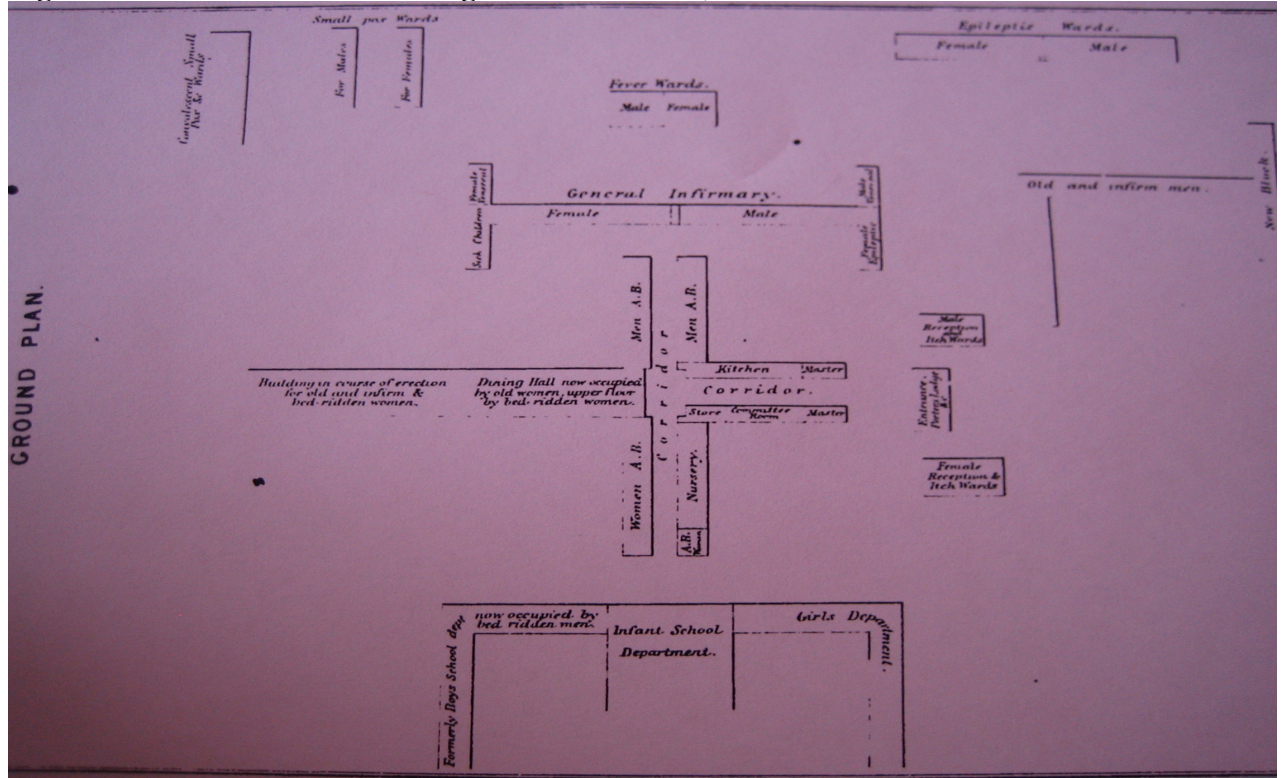 GROUND PLAN.
Convalescent Small
Pox &c Wards
Small pox Wards
For Males
For Females
Fever Wards.
Male Female
Epileptic Wards.
Female Male
General Infirmary.
Female Male
Female
General
Sick Children
Male
General
Female
Epileptic
Old and infirm men.
New Block.
Men A.B.
Men A.B.
Corridor
Kitchen Master
Corridor.
Store Committee
Room Master
Building in course of erection
for old and infirm &
bed-ridden women.
Dining Hall now occupied
by old women, upper floor
by bed-ridden women.
Women A.B.
Nursery.
A.B.
Women
Male
Reception
and
Itch Wards
Entrance.
Porters Lodge
&c
Female
Reception &
Itch Wards
Formerly Boys School dept
now occupied by
bed ridden men.
Infant School
Department.
Girls Department.